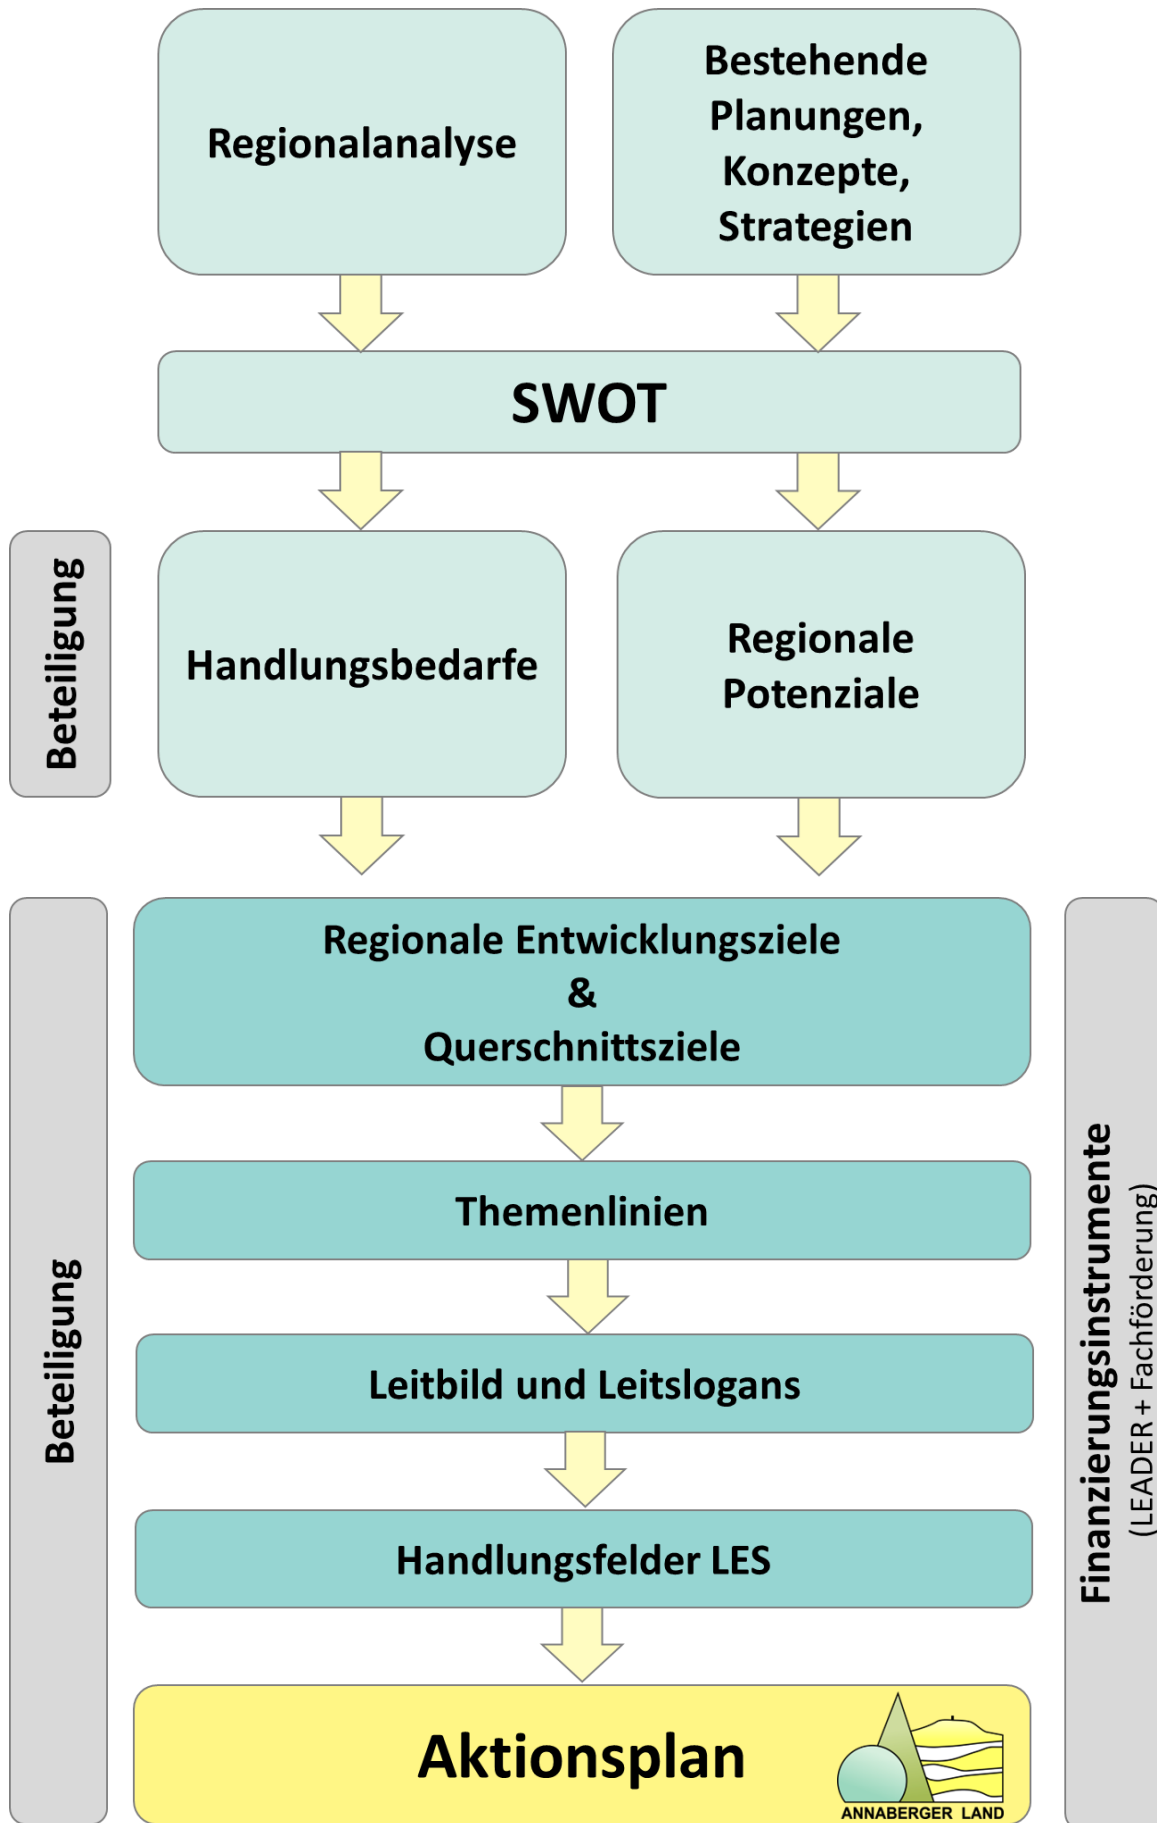 Regionalanalyse
Bestehende
Planungen,
Konzepte,
Strategien
SWOT
Beteiligung
Handlungsbedarfe
Regionale
Potenziale
Beteiligung
Regionale Entwicklungsziele
&
Querschnittsziele
Themenlinien
Leitbild und Leitslogans
Handlungsfelder LES
Aktionsplan
ANNABERGER LAND
Finanzierungsinstrumente
(LEADER + Fachförderung)